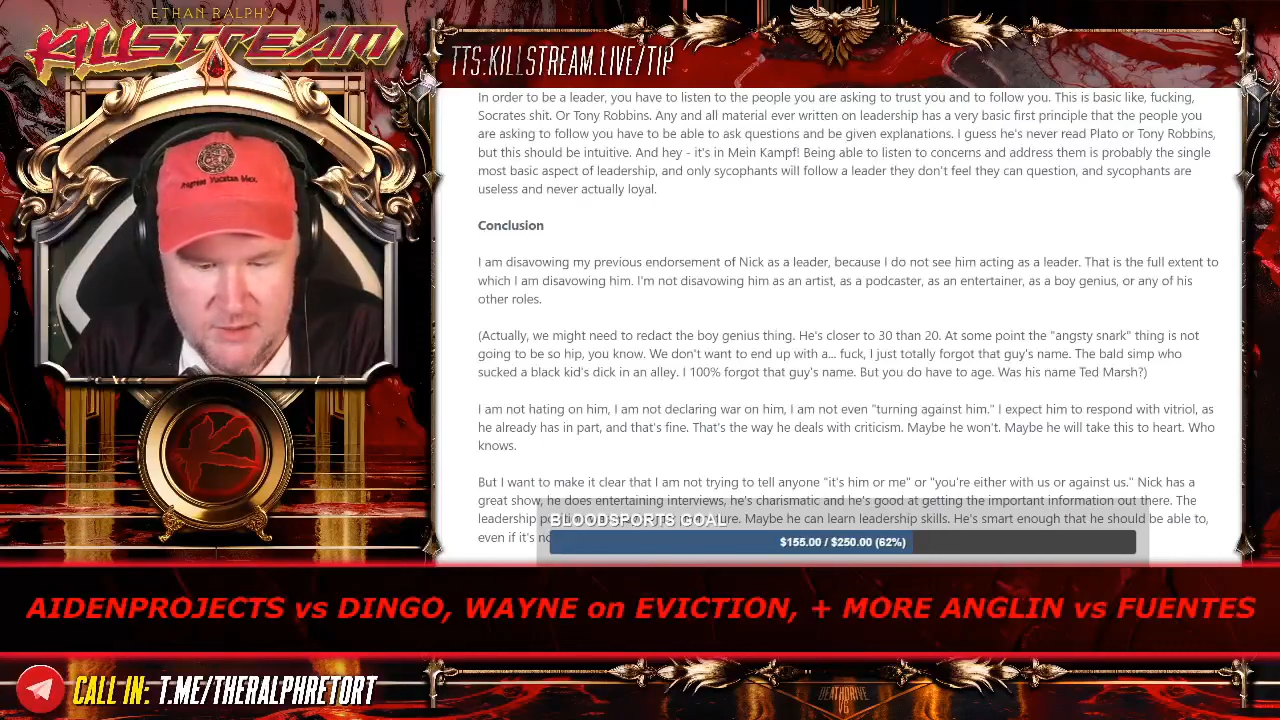 ETHAN RALPH'S
KILLSTREAM
TTS:KILLSTREAM.LIVE/TIP
In order to be a leader, you have to listen to the people you are asking to trust you and to follow you. This is basic like, fucking,
Socrates shit. Or Tony Robbins. Any and all material ever written on leadership has a very basic first principle that the people you
are asking to follow you have to be able to ask questions and be given explanations. I guess he's never read Plato or Tony Robbins,
but this should be intuitive. And hey - it's in Mein Kampf! Being able to listen to concerns and address them is probably the single
most basic aspect of leadership, and only sycophants will follow a leader they don't feel they can question, and sycophants are
useless and never actually loyal.
Conclusion
I am disavowing my previous endorsement of Nick as a leader, because I do not see him acting as a leader. That is the full extent to
which I am disavowing him. I'm not disavowing him as an artist, as a podcaster, as an entertainer, as a boy genius, or any of his
other roles.
(Actually, we might need to redact the boy genius thing. He's closer to 30 than 20. At some point the "angsty snark" thing is not
going to be so hip, you know. We don't want to end up with a... fuck, I just totally forgot that guy's name. The bald simp who
sucked a black kid's dick in an alley. I 100% forgot that guy's name. But you do have to age. Was his name Ted Marsh?)
I am not hating on him, I am not declaring war on him, I am not even "turning against him." I expect him to respond with vitriol, as
he already has in part, and that's fine. That's the way he deals with criticism. Maybe he won't. Maybe he will take this to heart. Who
knows.
But I want to make it clear that I am not trying to tell anyone "it's him or me" or "you're either with us or against us." Nick has a
great show, he does entertaining interviews, he's charismatic and he's good at getting the important information out there. The
leadership ure. Maybe he can learn leadership skills. He's smart enough that he should be able to,
even if it's
BLOODSPORTS GOAL
$155.00 / $250.00 (62%)
Progreso Yucatan Mex.
AIDENPROJECTS vs DINGO, WAYNE on EVICTION, + MORE ANGLIN vs FUENTES
CALL IN: T.ME/THERALPHRETORT
DEATHDRIVE